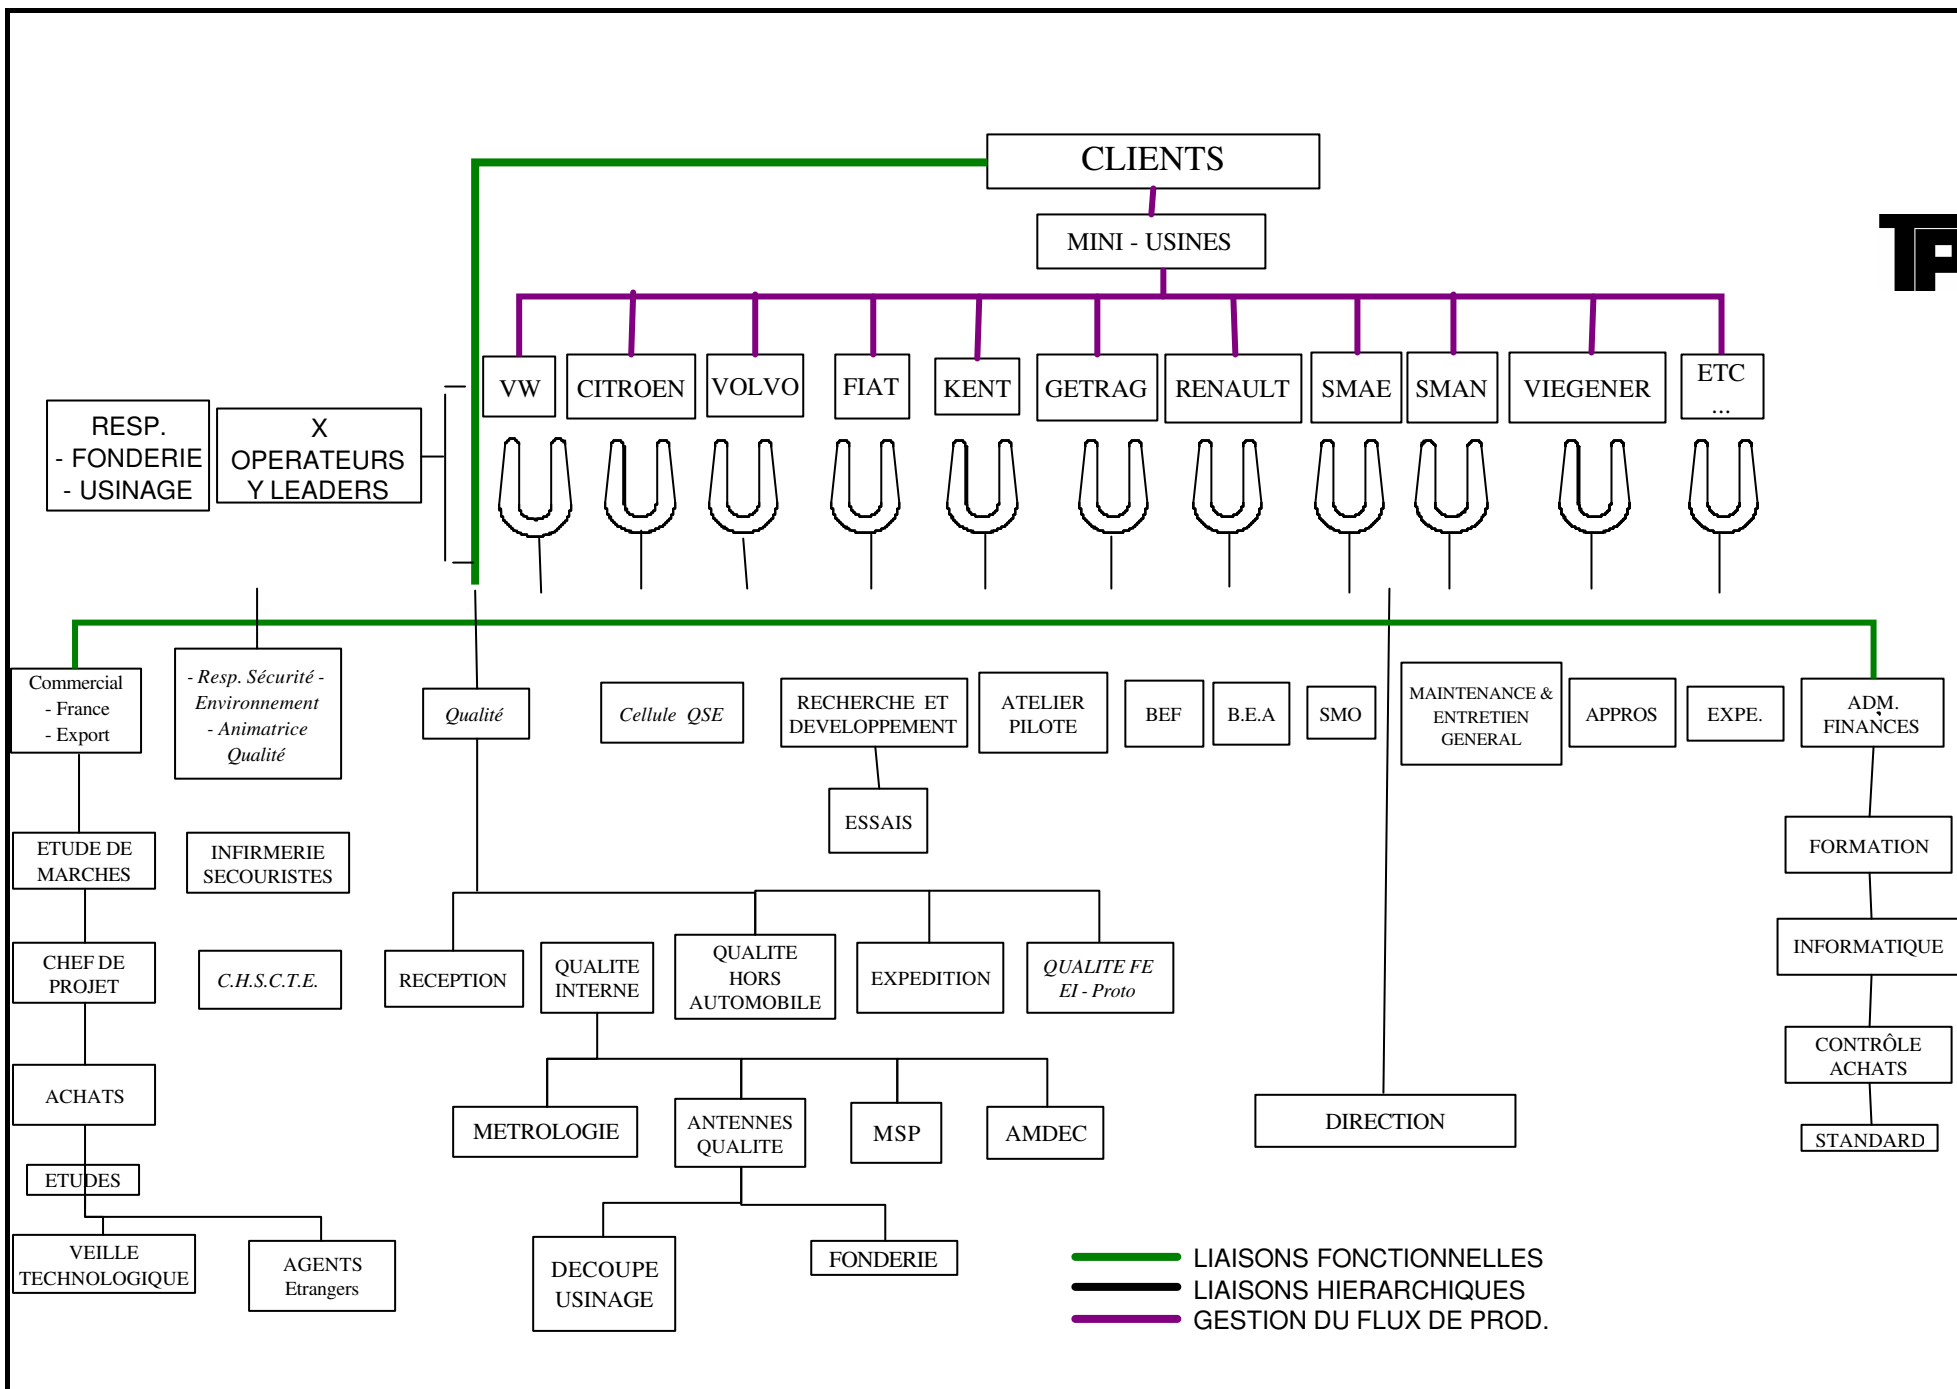 CLIENTS
MINI - USINES
TP
VW
CITROEN
VOLVO
FIAT
KENT
GETRAG
RENAULT
SMAE
SMAN
VIEGENER
ETC
...
RESP.
- FONDERIE
- USINAGE
X
OPERATEURS
Y LEADERS
Commercial
- France
- Export
- Resp. Sécurité -
Environnement
- Animatrice
Qualité
Qualité
Cellule QSE
RECHERCHE ET
DEVELOPPEMENT
ATELIER
PILOTE
BEF
B.E.A
SMO
MAINTENANCE &
ENTRETIEN
GENERAL
APPROS
EXPE.
ADM.
FINANCES
ESSAIS
ETUDE DE
MARCHES
INFIRMERIE
SECOURISTES
FORMATION
CHEF DE
PROJET
C.H.S.C.T.E.
RECEPTION
QUALITE
INTERNE
QUALITE
HORS
AUTOMOBILE
EXPEDITION
QUALITE FE
EI - Proto
INFORMATIQUE
ACHATS
METROLOGIE
ANTENNES
QUALITE
MSP
AMDEC
DIRECTION
CONTRÔLE
ACHATS
STANDARD
ETUDES
VEILLE
TECHNOLOGIQUE
AGENTS
Etrangers
DECOUPE
USINAGE
FONDERIE
LIAISONS FONCTIONNELLES
LIAISONS HIERARCHIQUES
GESTION DU FLUX DE PROD.